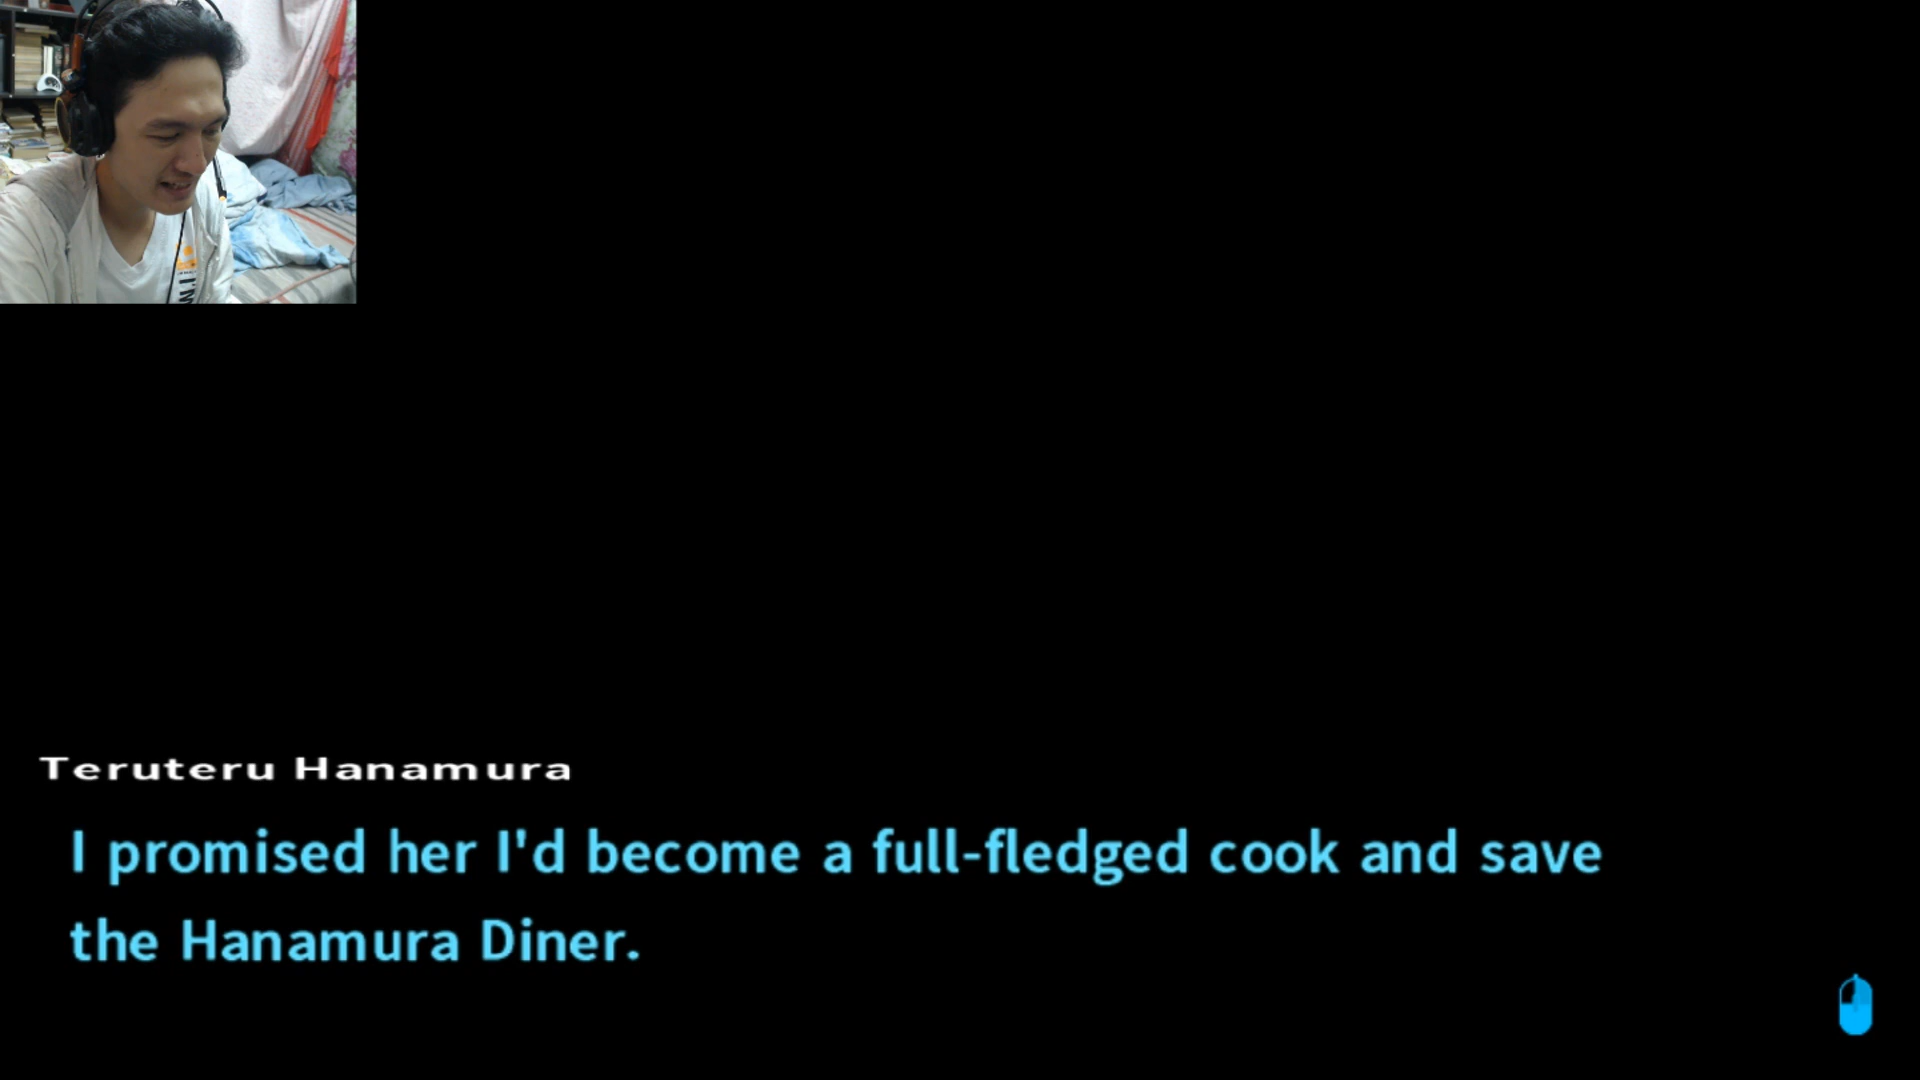 I'M
Teruteru Hanamura
I promised her I'd become a full-fledged cook and save
the Hanamura Diner.